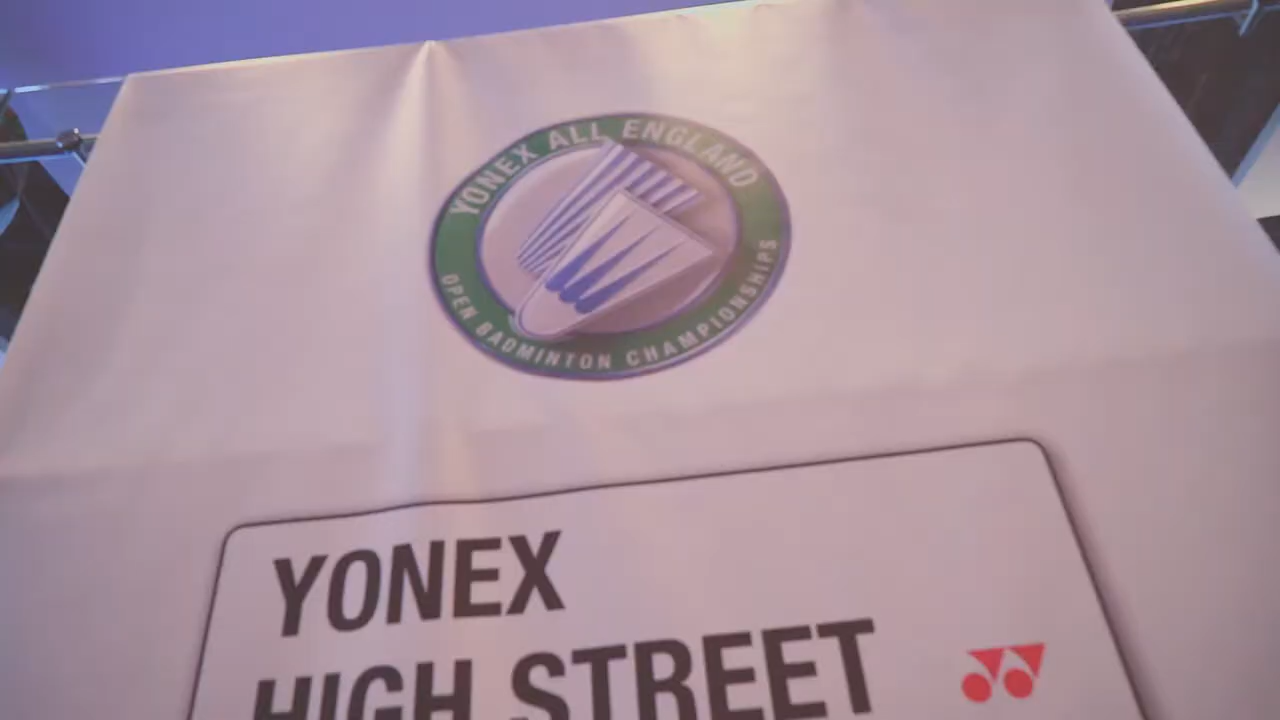 YONEX ALL ENGLAND
OPEN BADMINTON CHAMPIONSHIPS
YONEX
HIGH STREET